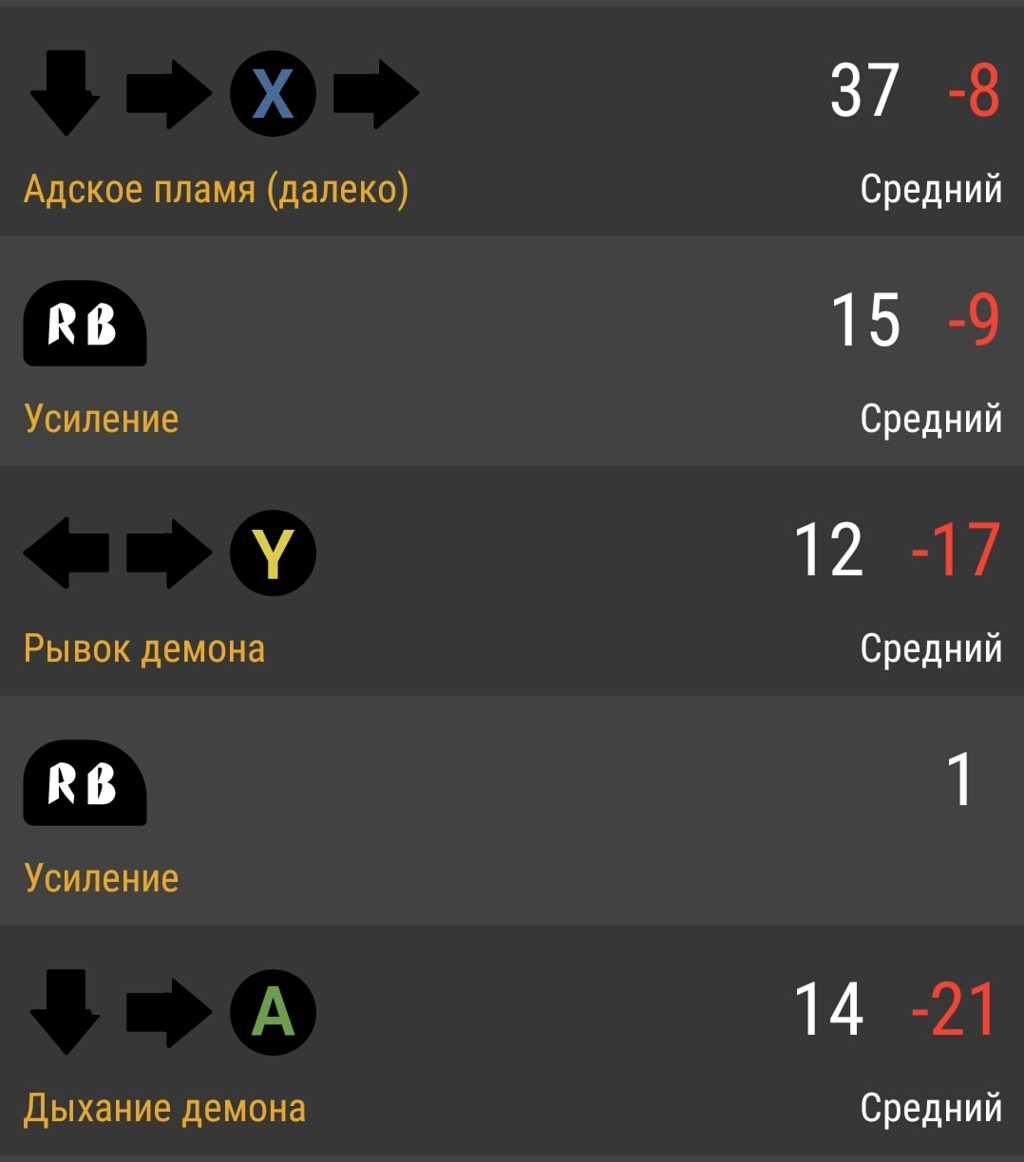 X 37 -8
Адское пламя (далеко) Средний
RB 15 -9
Усиление Средний
Y 12 -17
Рывок демона Средний
RB 1
Усиление
A 14 -21
Дыхание демона Средний